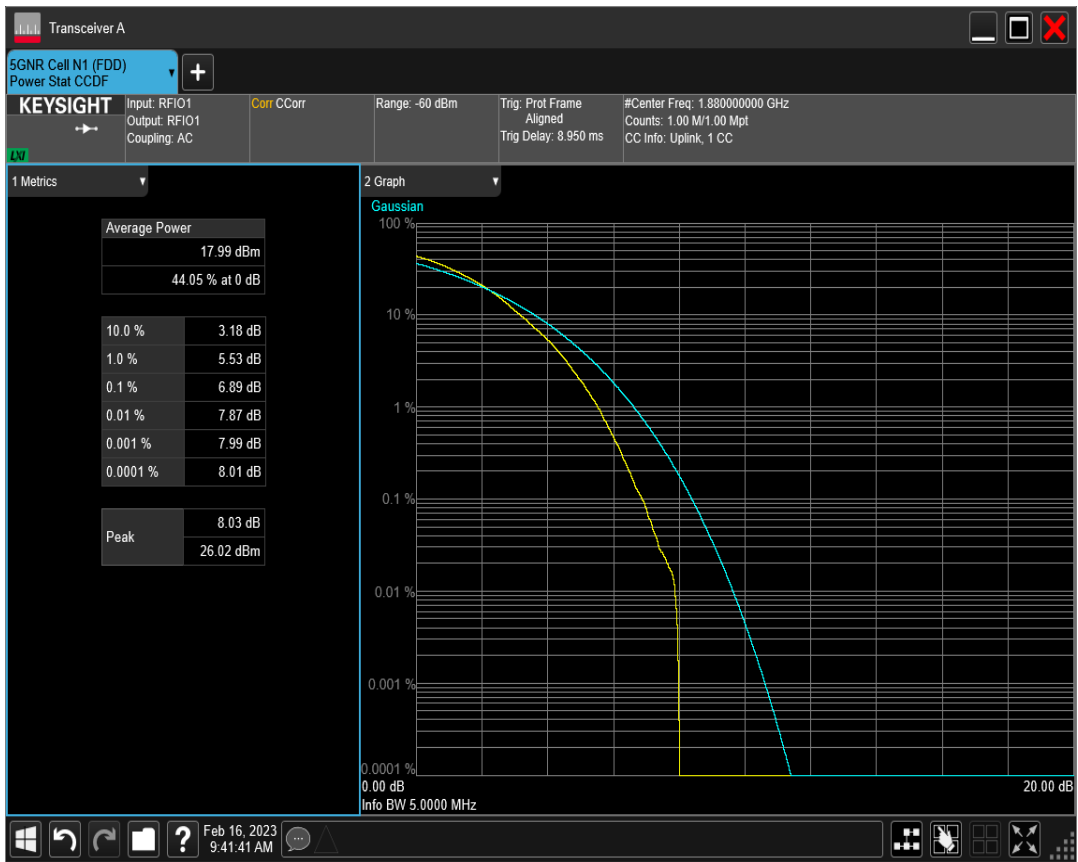 Transceiver A
5GNR Cell N1 (FDD)
Power Stat CCDF
+
KEYSIGHT
LXI
Input: RFIO1
Output: RFIO1
Coupling: AC
Corr CCorr
Range: -60 dBm
Trig: Prot Frame
Aligned
Trig Delay: 8.950 ms
#Center Freq: 1.880000000 GHz
Counts: 1.00 M/1.00 Mpt
CC Info: Uplink, 1 CC
1 Metrics
Average Power
17.99 dBm
44.05 % at 0 dB
10.0 % 3.18 dB
1.0 % 5.53 dB
0.1 % 6.89 dB
0.01 % 7.87 dB
0.001 % 7.99 dB
0.0001 % 8.01 dB
Peak
8.03 dB
26.02 dBm
2 Graph
Gaussian
100 %
10 %
1 %
0.1 %
0.01 %
0.001 %
0.0001 %
0.00 dB 20.00 dB
Info BW 5.0000 MHz
?
Feb 16, 2023
9:41:41 AM